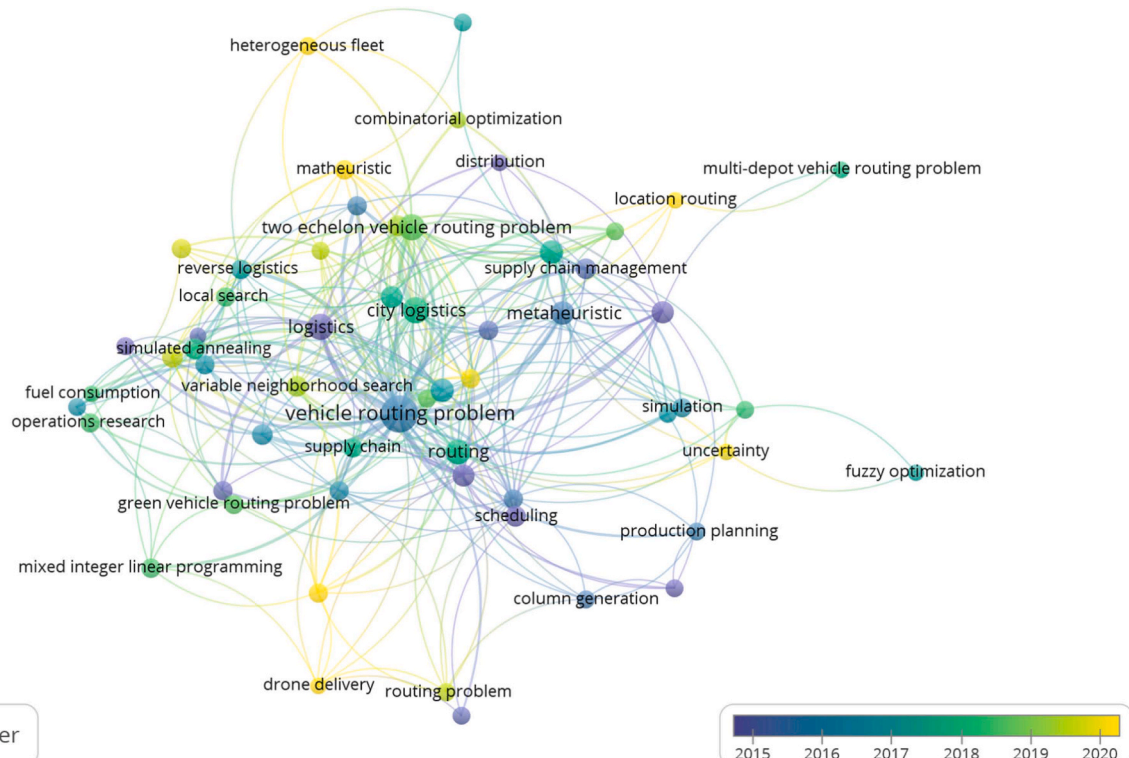 heterogeneous fleet
combinatorial optimization
distribution
matheuristic
multi-depot vehicle routing problem
location routing
two echelon vehicle routing problem
reverse logistics
supply chain management
local search
city logistics
metaheuristic
logistics
simulated annealing
variable neighborhood search
fuel consumption
simulation
vehicle routing problem
operations research
supply chain
routing
uncertainty
fuzzy optimization
green vehicle routing problem
scheduling
production planning
mixed integer linear programming
column generation
drone delivery
routing problem
er
2015 2016 2017 2018 2019 2020